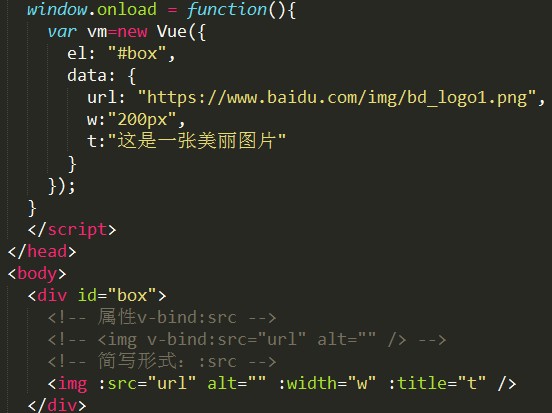 window.onload = function(){
var vm=new Vue({
el: "#box",
data: {
url: "https://www.baidu.com/img/bd_logo1.png",
w:"200px",
t:"这是一张美丽图片"
}
});
}
</script>
</head>
<body>
<div id="box">
<!-- 属性v-bind:src -->
<!-- <img v-bind:src="url" alt="" /> -->
<!-- 简写形式：:src -->
<img :src="url" alt="" :width="w" :title="t" />
</div>